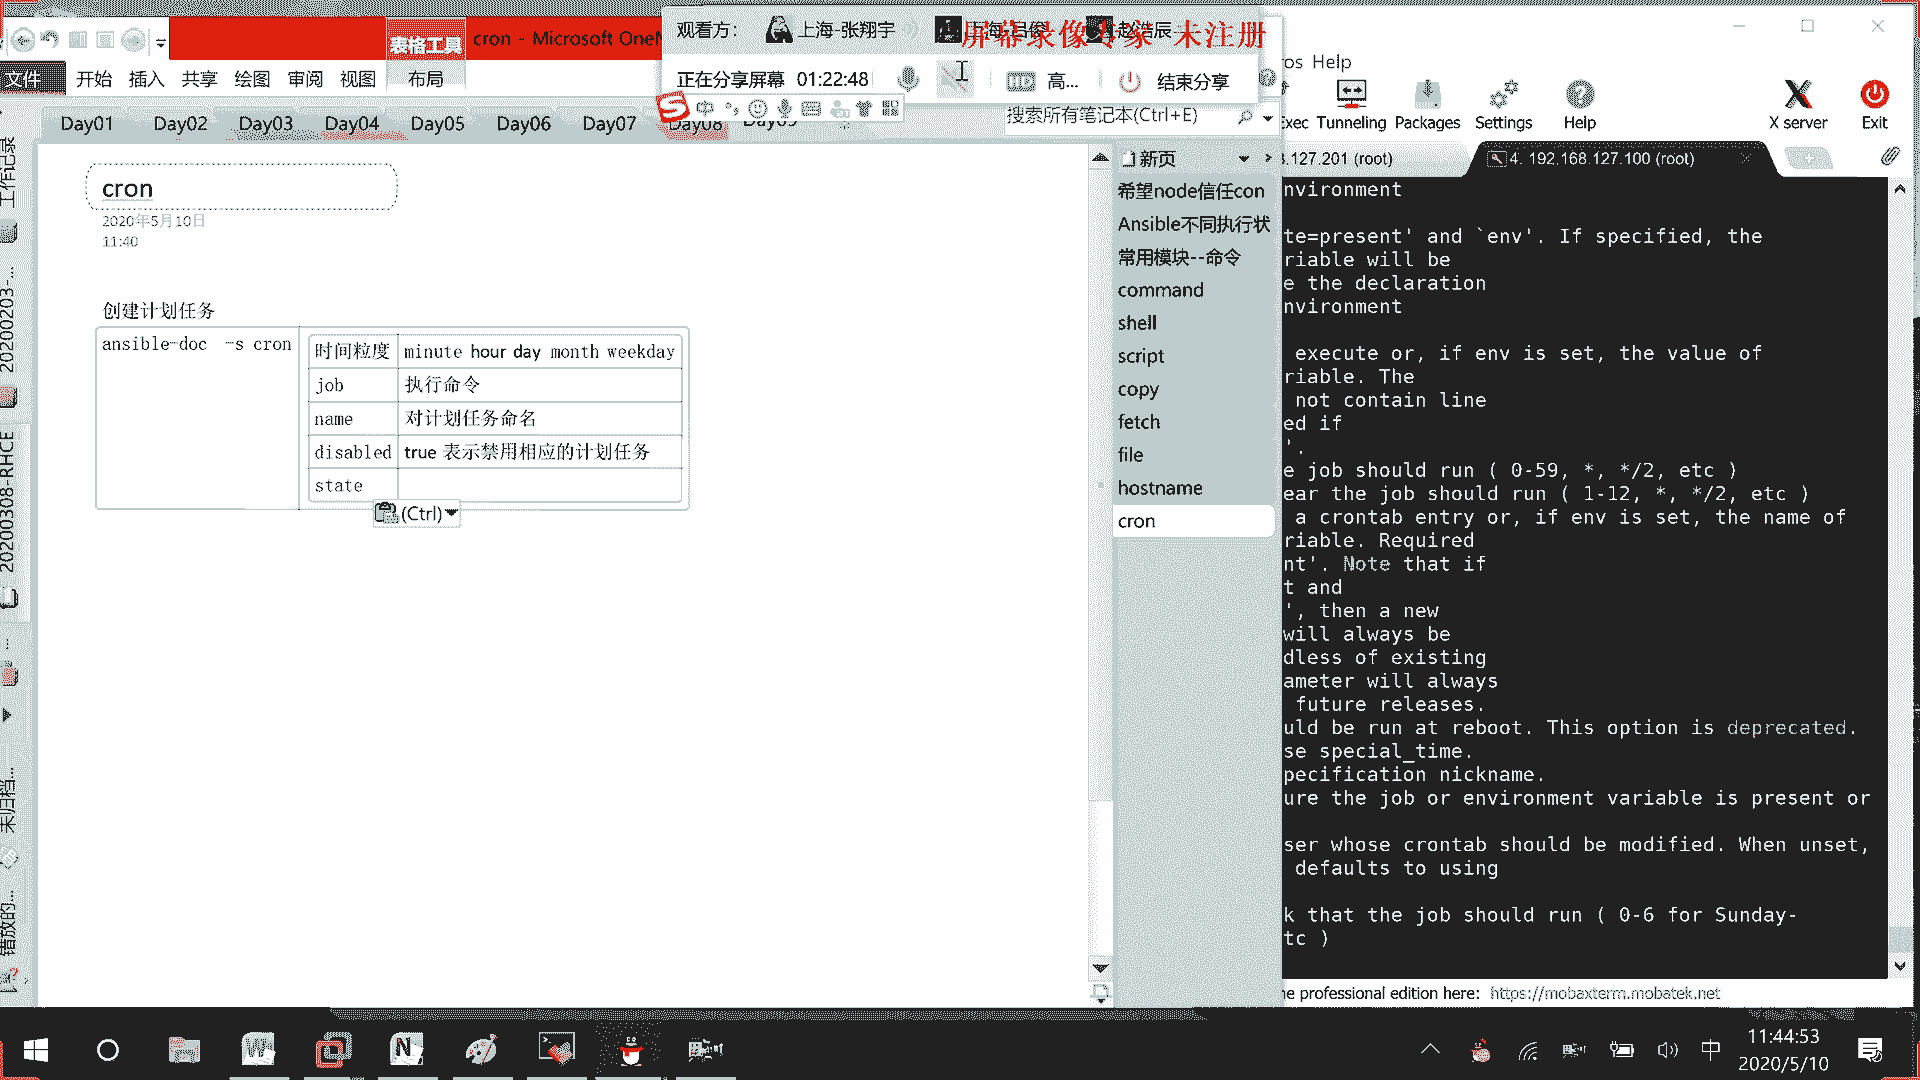 表格工具
cron - Microsoft OneN
观看方：
上海-张翔宇
屏幕录像专家 未注册
正在分享屏幕 01:22:48
高...
结束分享
文件
开始
插入
共享
绘图
审阅
视图
布局
中
搜索所有笔记本(Ctrl+E)
Day01
Day02
Day03
Day04
Day05
Day06
Day07
Day08
Day09
工作记录
20200203-...
20200308-RHCE
...
未归档...
错放的...
cron
2020年5月10日
11:40
创建计划任务
ansible-doc -s cron
时间粒度 minute hour day month weekday
job 执行命令
name 对计划任务命名
disabled true 表示禁用相应的计划任务
state
(Ctrl)
新页
希望node信任con
Ansible不同执行状
常用模块--命令
command
shell
script
copy
fetch
file
hostname
cron
ros Help
Exec
Tunneling
Packages
Settings
Help
X server
Exit
3.127.201 (root)
4. 192.168.127.100 (root)
nvironment
te=present' and `env'. If specified, the
riable will be
e the declaration
nvironment
execute or, if env is set, the value of
riable. The
not contain line
ed if
'.
e job should run ( 0-59, *, */2, etc )
ear the job should run ( 1-12, *, */2, etc )
a crontab entry or, if env is set, the name of
riable. Required
nt'. Note that if
t and
', then a new
will always be
dless of existing
ameter will always
future releases.
uld be run at reboot. This option is deprecated.
se special_time.
pecification nickname.
ure the job or environment variable is present or
ser whose crontab should be modified. When unset,
defaults to using
k that the job should run ( 0-6 for Sunday-
tc )
he professional edition here: https://mobaxterm.mobatek.net
中
11:44:53
2020/5/10